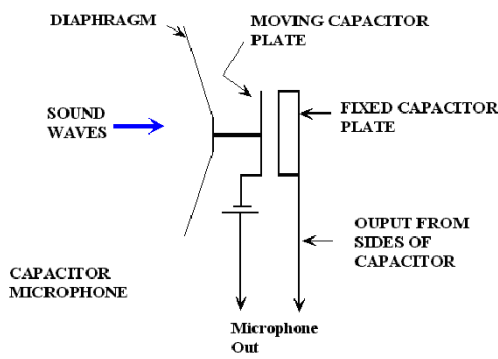 DIAPHRAGM
MOVING CAPACITOR
PLATE
SOUND
WAVES
FIXED CAPACITOR
PLATE
OUPUT FROM
SIDES OF
CAPACITOR
CAPACITOR
MICROPHONE
Microphone
Out